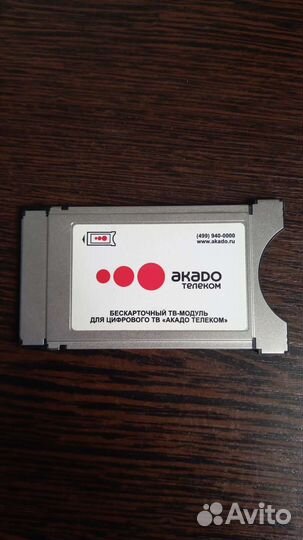 (499) 940-0000
www.akado.ru
акадо
телеком
БЕСКАРТОЧНЫЙ ТВ-МОДУЛЬ
ДЛЯ ЦИФРОВОГО ТВ «АКАДО ТЕЛЕКОМ»
Avito